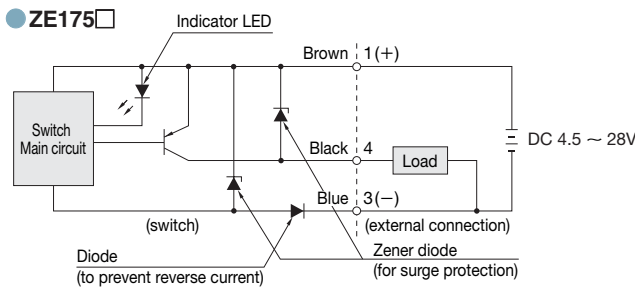 ZE175□
Indicator LED
Brown 1(+)
Switch
Main circuit
DC 4.5 ~ 28V
Black 4
Load
Blue 3(−)
(switch)
(external connection)
Diode
(to prevent reverse current)
Zener diode
(for surge protection)